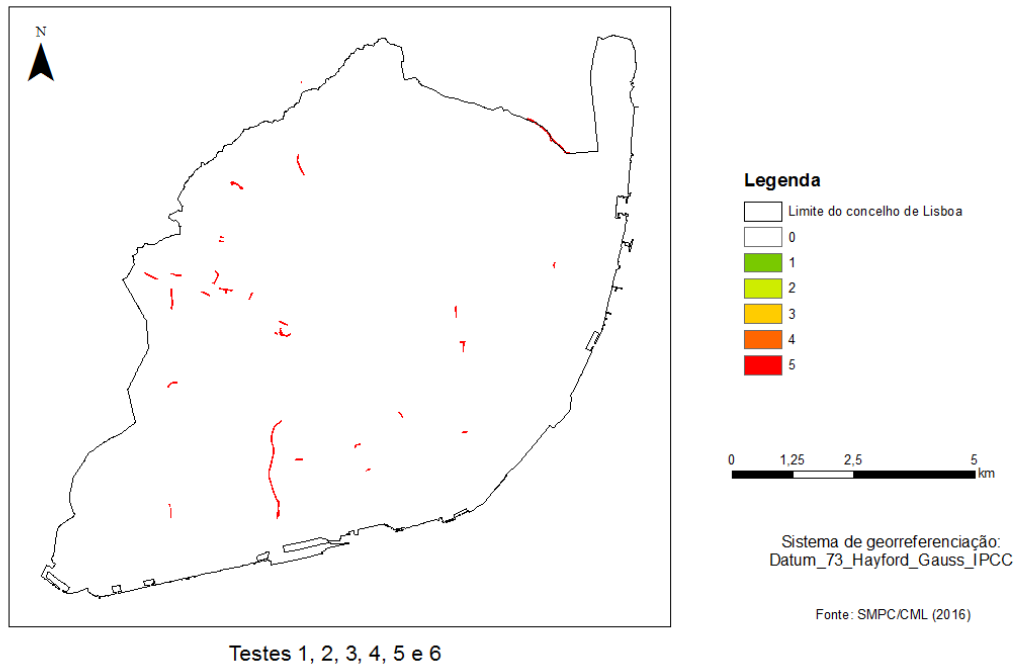 N
Legenda
Limite do concelho de Lisboa
0
1
2
3
4
5
0 1,25 2,5 5
km
Sistema de georreferenciação:
Datum_73_Hayford_Gauss_IPCC
Fonte: SMPC/CML (2016)
Testes 1, 2, 3, 4, 5 e 6